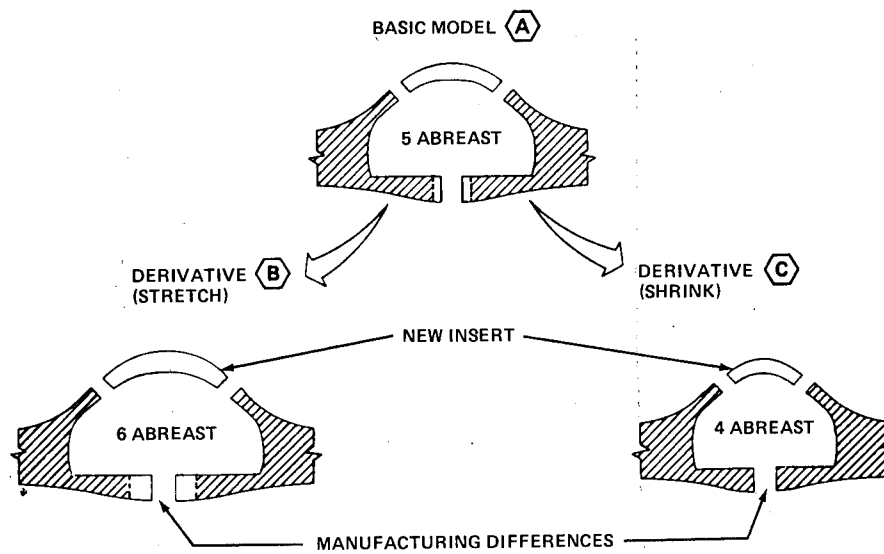 BASIC MODEL A
5 ABREAST
DERIVATIVE B
(STRETCH)
DERIVATIVE C
(SHRINK)
NEW INSERT
6 ABREAST
4 ABREAST
MANUFACTURING DIFFERENCES